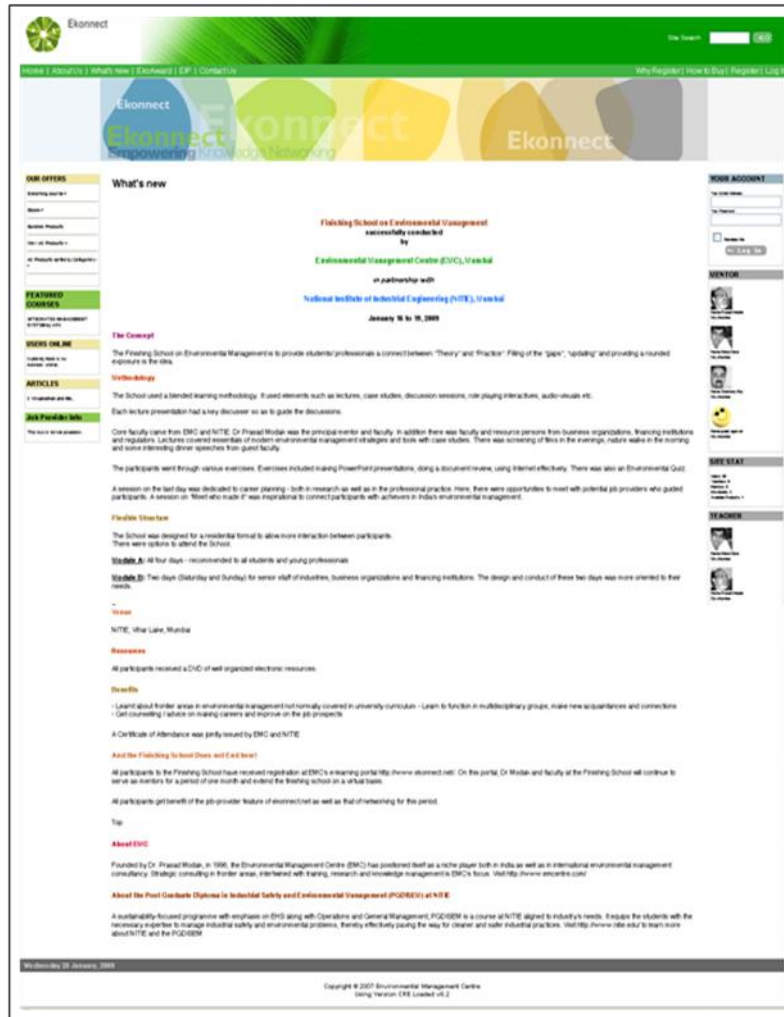 Ekonnect
Site Search
Home | About Us | What's new | EkoAward | EIP | Contact Us
Why Register | How to Buy | Register | Log In
Ekonnect
Ekonnect
Ekonnect
Ekonnect
Empowering Knowledge Networking
OUR OFFERS
FEATURED
COURSES
USERS ONLINE
ARTICLES
Job Provider Info
What's new
Finishing School on Environmental Management
successfully conducted
by
Environmental Management Centre (EMC), Mumbai
in partnership with
National Institute of Industrial Engineering (NITIE), Mumbai
January 16 to 19, 2009
The Concept
The Finishing School on Environmental Management is to provide students/professionals a connect between "Theory" and "Practice". Filling of the "gaps", "updating" and providing a rounded
exposure is the idea.
Methodology
The School used a blended learning methodology. It used elements such as lectures, case studies, discussion sessions, role playing interactives, audio-visuals etc.
Each lecture presentation had a key discusser so as to guide the discussions.
Core faculty came from EMC and NITIE. Dr Prasad Modak was the principal mentor and faculty. In addition there was faculty and resource persons from business organizations, financing institutions
and regulators. Lectures covered essentials of modern environmental management strategies and tools with case studies. There was screening of films in the evenings, nature walks in the morning
and some interesting dinner speeches from guest faculty.
The participants went through various exercises. Exercises included making PowerPoint presentations, doing a document review, using Internet effectively. There was also an Environmental Quiz.
A session on the last day was dedicated to career planning - both in research as well as in the professional practice. Here, there were opportunities to meet with potential job providers who guided
participants. A session on "Meet who made it" was inspirational to connect participants with achievers in India's environmental management.
Flexible Structure
The School was designed for a residential format to allow more interaction between participants.
There were options to attend the School.
Module A: All four days - recommended to all students and young professionals
Module B: Two days (Saturday and Sunday) for senior staff of industries, business organizations and financing institutions. The design and conduct of these two days was more oriented to their
needs.
Venue
NITIE, Vihar Lake, Mumbai
Resources
All participants received a DVD of well organized electronic resources.
Benefits
- Learnt about frontier areas in environmental management not normally covered in university curriculum - Learn to function in multidisciplinary groups, make new acquaintances and connections
- Get counselling / advice on making careers and improve on the job prospects
A Certificate of Attendance was jointly issued by EMC and NITIE
And the Finishing School Does not End here!
All participants to the Finishing School have received registration at EMC's e-learning portal http://www.ekonnect.net/. On this portal, Dr Modak and faculty at the Finishing School will continue to
serve as mentors for a period of one month and extend the finishing school on a virtual basis.
All participants get benefit of the job-provider feature of ekonnect.net as well as that of networking for this period.
Top
About EMC
Founded by Dr. Prasad Modak, in 1996, the Environmental Management Centre (EMC) has positioned itself as a niche player both in India as well as in international environmental management
consultancy. Strategic consulting in frontier areas, intertwined with training, research and knowledge management is EMC's focus. Visit http://www.emcentre.com/
About the Post Graduate Diploma in Industrial Safety and Environmental Management (PGDISEM) at NITIE
A sustainability-focused programme with emphasis on EHS along with Operations and General Management, PGDISEM is a course at NITIE aligned to industry's needs. It equips the students with the
necessary expertise to manage industrial safety and environmental problems, thereby effectively paving the way for cleaner and safer industrial practices. Visit http://www.nitie.edu/ to learn more
about NITIE and the PGDISEM
YOUR ACCOUNT
Log In
MENTOR
SITE STAT
TEACHER
Wednesday 28 January, 2009
Copyright © 2007 Environmental Management Centre
Using Version CRE Loaded v6.2